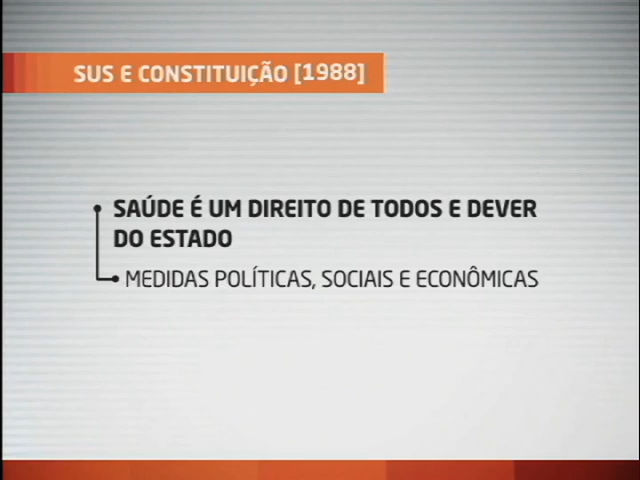 SUS E CONSTITUIÇÃO [1988]
SAÚDE É UM DIREITO DE TODOS E DEVER
DO ESTADO
MEDIDAS POLÍTICAS, SOCIAIS E ECONÔMICAS